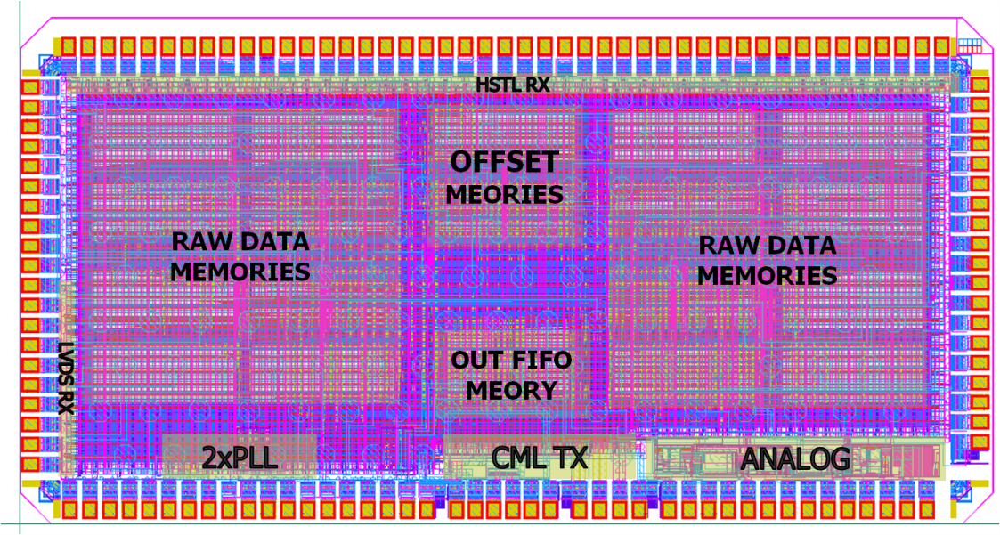 HSTL RX
OFFSET
MEORIES
RAW DATA
MEMORIES
RAW DATA
MEMORIES
LVDS RX
OUT FIFO
MEORY
2xPLL
CML TX
ANALOG